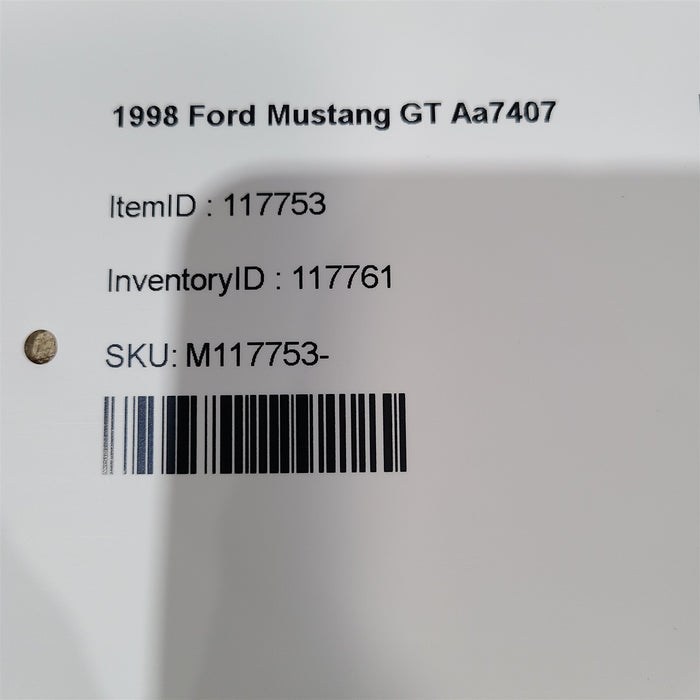 1998 Ford Mustang GT Aa7407
ItemID : 117753
InventoryID : 117761
SKU: M117753-